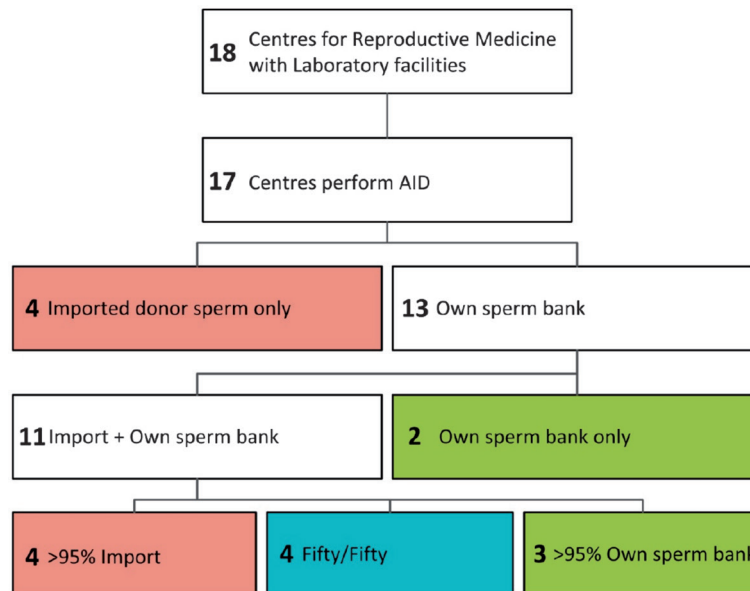 18 Centres for Reproductive Medicine
with Laboratory facilities
17 Centres perform AID
4 Imported donor sperm only
13 Own sperm bank
11 Import + Own sperm bank
2 Own sperm bank only
4 >95% Import
4 Fifty/Fifty
3 >95% Own sperm bank